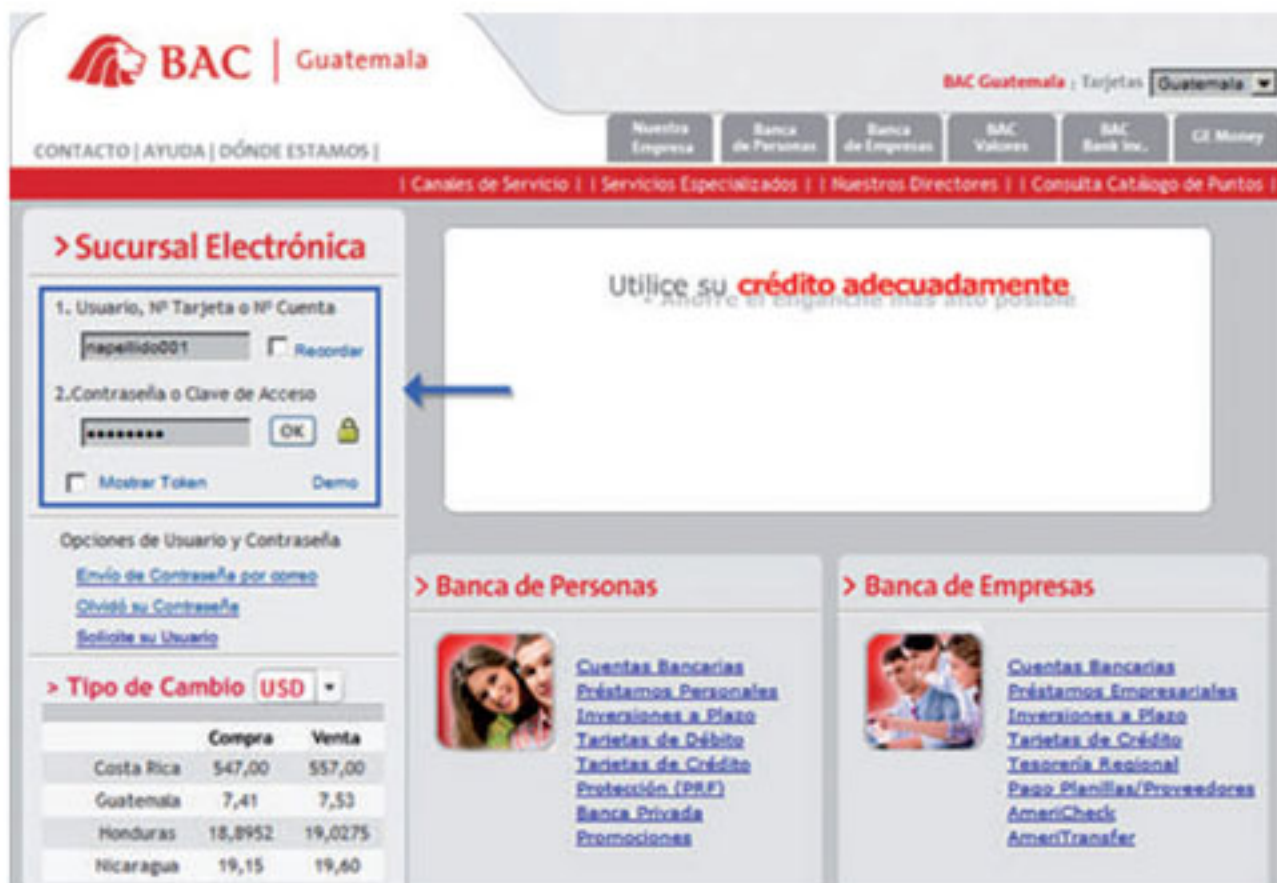 BAC | Guatemala
BAC Guatemala : Tarjetas Guatemala
CONTACTO | AYUDA | DÓNDE ESTAMOS |
Nuestra Empresa
Banca de Personas
Banca de Empresas
BAC Valores
BAC Bank Inc.
GE Money
| Canales de Servicio | | Servicios Especializados | | Nuestros Directores | | Consulta Catálogo de Puntos |
> Sucursal Electrónica
1. Usuario, Nº Tarjeta o Nº Cuenta
napellido001 Recordar
2.Contraseña o Clave de Acceso
•••••••• OK
Mostrar Token Demo
Opciones de Usuario y Contraseña
Envío de Contraseña por correo
Olvidó su Contraseña
Solicite su Usuario
> Tipo de Cambio USD
Compra Venta
Costa Rica 547,00 557,00
Guatemala 7,41 7,53
Honduras 18,8952 19,0275
Nicaragua 19,15 19,60
Utilice su crédito adecuadamente
• Ahorre el enganche más alto posible
> Banca de Personas
Cuentas Bancarias
Préstamos Personales
Inversiones a Plazo
Tarjetas de Débito
Tarjetas de Crédito
Protección (PRF)
Banca Privada
Promociones
> Banca de Empresas
Cuentas Bancarias
Préstamos Empresariales
Inversiones a Plazo
Tarjetas de Crédito
Tesorería Regional
Pago Planillas/Proveedores
AmeriCheck
AmeriTransfer